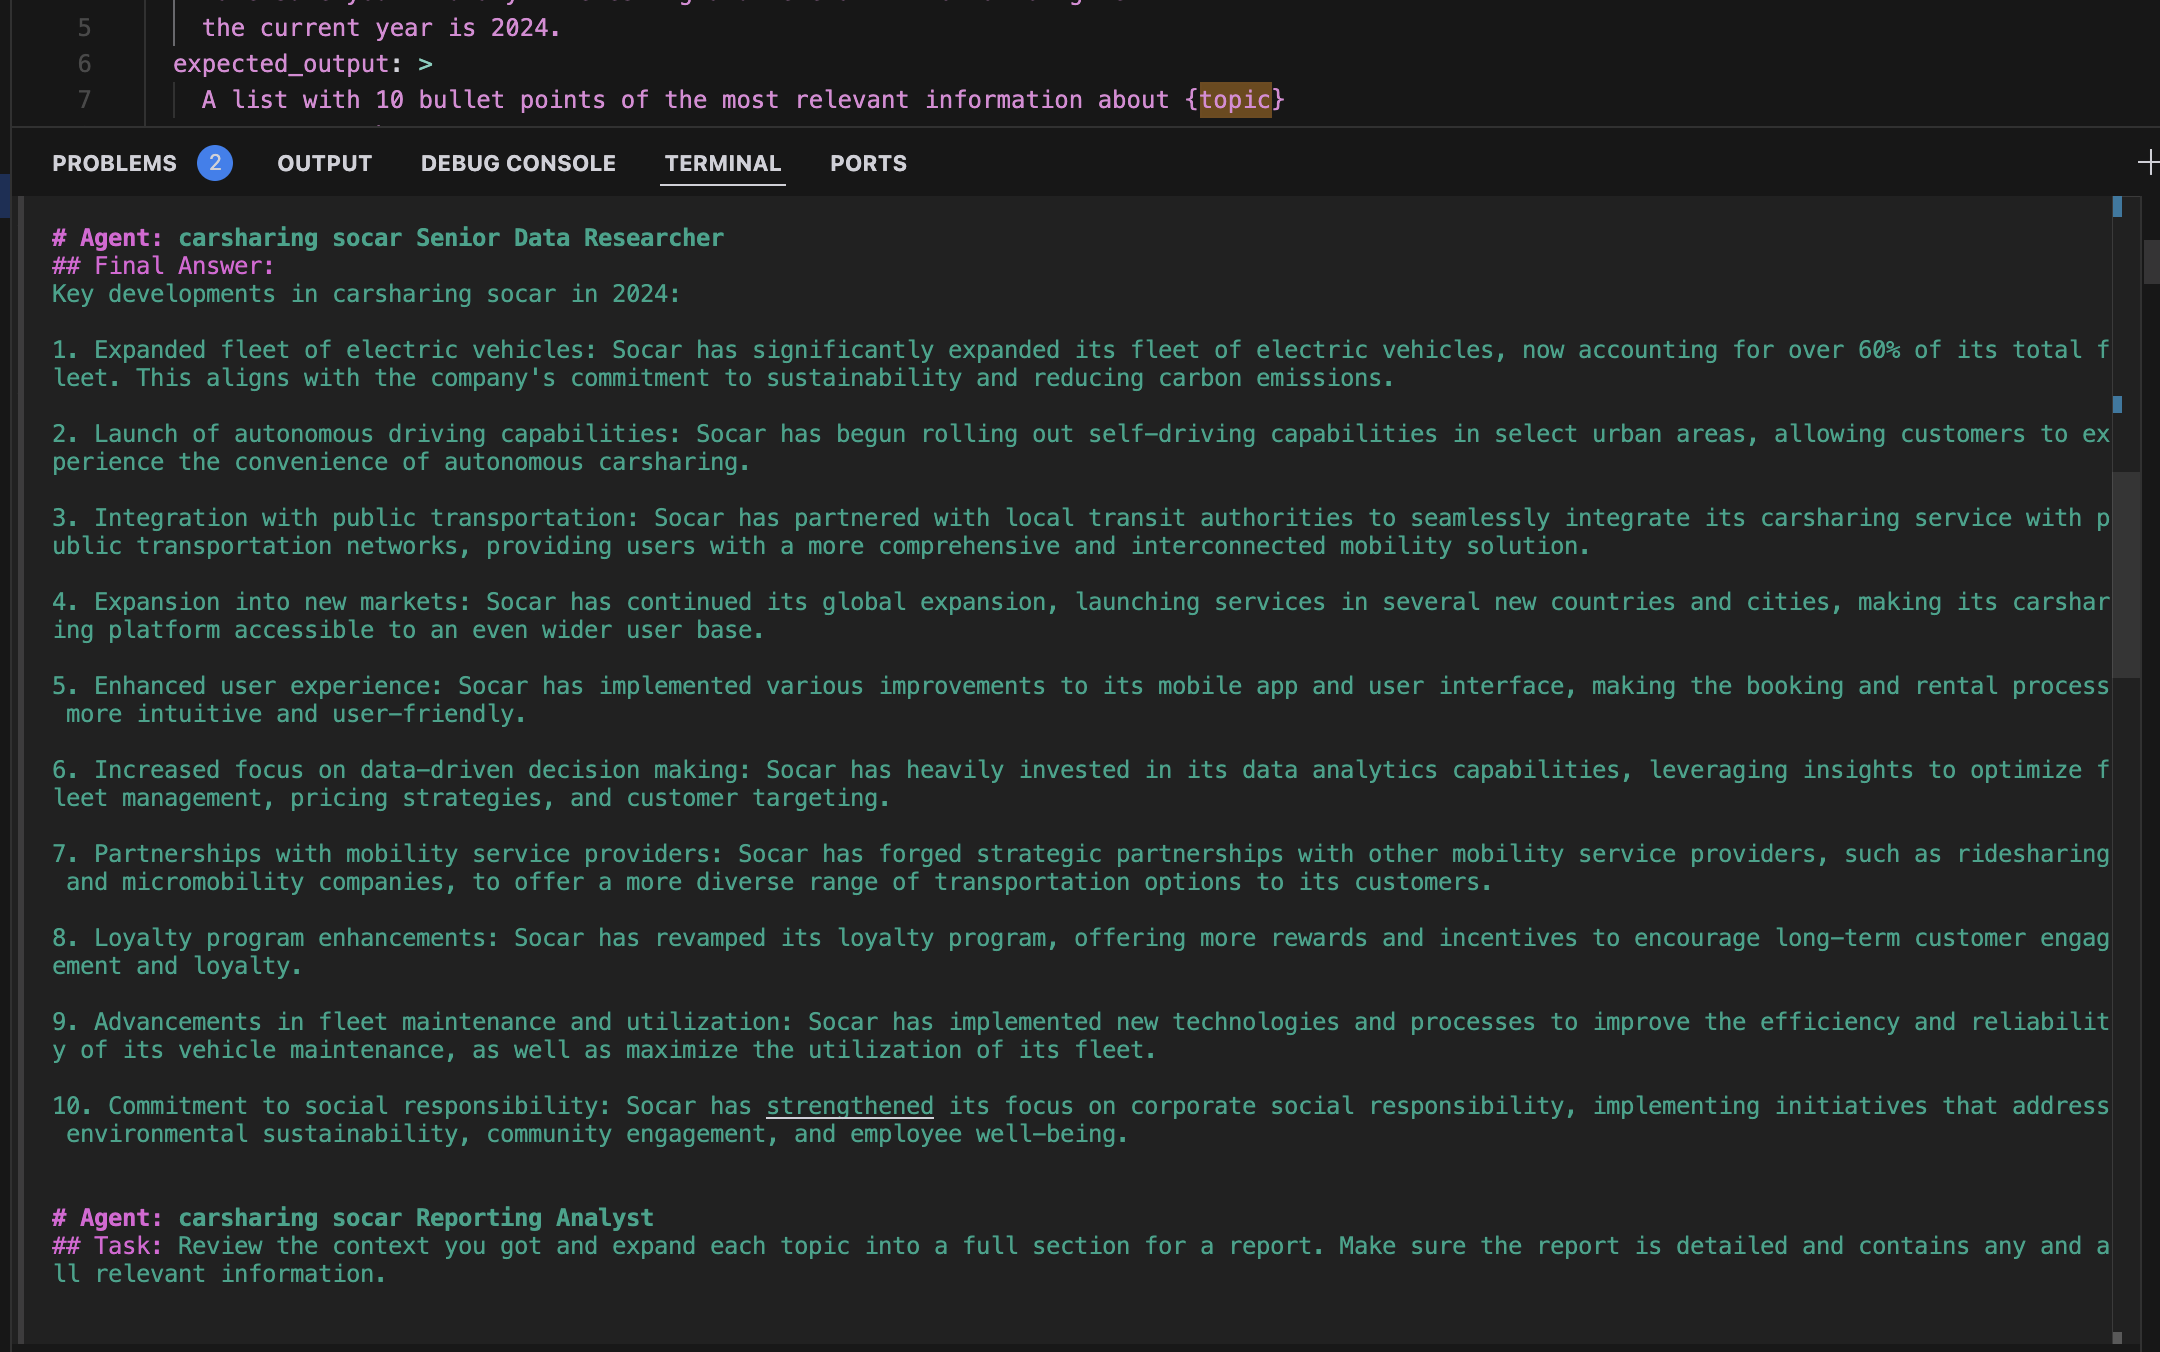 5 the current year is 2024.
6 expected_output: >
7 A list with 10 bullet points of the most relevant information about {topic}
PROBLEMS 2 OUTPUT DEBUG CONSOLE TERMINAL PORTS
# Agent: carsharing socar Senior Data Researcher
## Final Answer:
Key developments in carsharing socar in 2024:
1. Expanded fleet of electric vehicles: Socar has significantly expanded its fleet of electric vehicles, now accounting for over 60% of its total f
leet. This aligns with the company's commitment to sustainability and reducing carbon emissions.
2. Launch of autonomous driving capabilities: Socar has begun rolling out self-driving capabilities in select urban areas, allowing customers to ex
perience the convenience of autonomous carsharing.
3. Integration with public transportation: Socar has partnered with local transit authorities to seamlessly integrate its carsharing service with p
ublic transportation networks, providing users with a more comprehensive and interconnected mobility solution.
4. Expansion into new markets: Socar has continued its global expansion, launching services in several new countries and cities, making its carshar
ing platform accessible to an even wider user base.
5. Enhanced user experience: Socar has implemented various improvements to its mobile app and user interface, making the booking and rental process
more intuitive and user-friendly.
6. Increased focus on data-driven decision making: Socar has heavily invested in its data analytics capabilities, leveraging insights to optimize f
leet management, pricing strategies, and customer targeting.
7. Partnerships with mobility service providers: Socar has forged strategic partnerships with other mobility service providers, such as ridesharing
and micromobility companies, to offer a more diverse range of transportation options to its customers.
8. Loyalty program enhancements: Socar has revamped its loyalty program, offering more rewards and incentives to encourage long-term customer engag
ement and loyalty.
9. Advancements in fleet maintenance and utilization: Socar has implemented new technologies and processes to improve the efficiency and reliabilit
y of its vehicle maintenance, as well as maximize the utilization of its fleet.
10. Commitment to social responsibility: Socar has strengthened its focus on corporate social responsibility, implementing initiatives that address
environmental sustainability, community engagement, and employee well-being.
# Agent: carsharing socar Reporting Analyst
## Task: Review the context you got and expand each topic into a full section for a report. Make sure the report is detailed and contains any and a
ll relevant information.